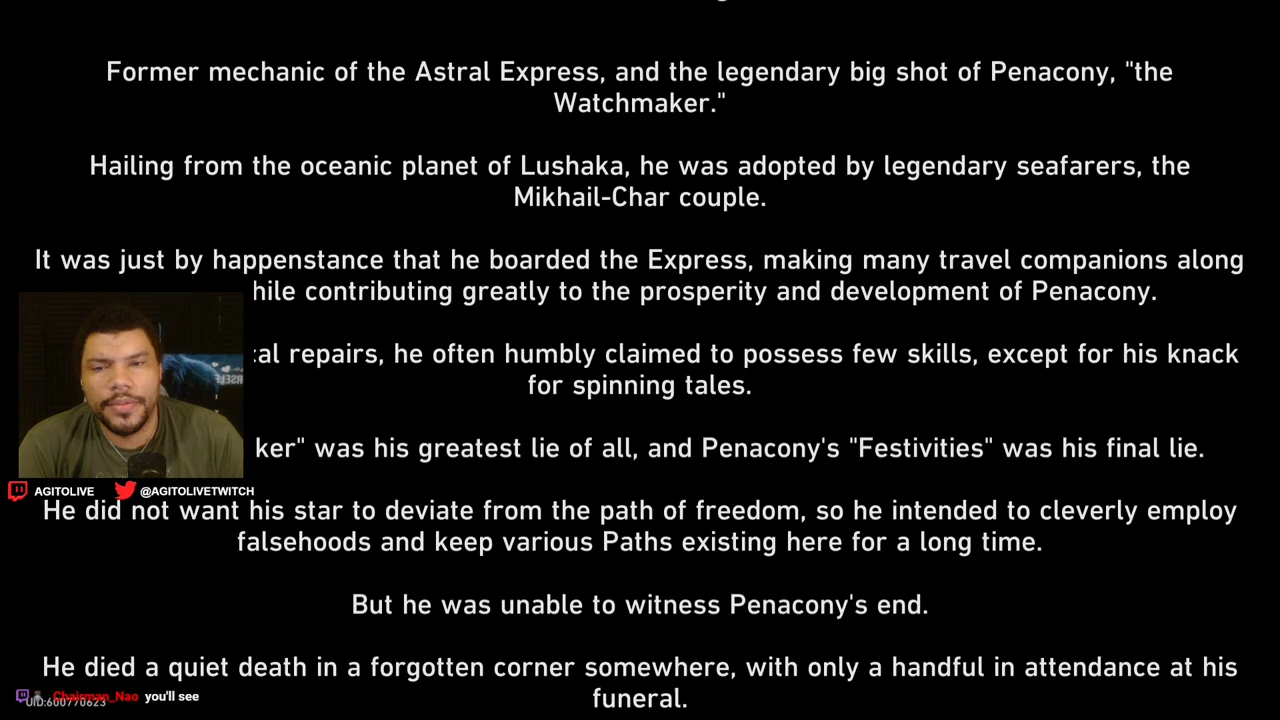 Former mechanic of the Astral Express, and the legendary big shot of Penacony, "the
Watchmaker."
Hailing from the oceanic planet of Lushaka, he was adopted by legendary seafarers, the
Mikhail-Char couple.
It was just by happenstance that he boarded the Express, making many travel companions along
hile contributing greatly to the prosperity and development of Penacony.
cal repairs, he often humbly claimed to possess few skills, except for his knack
for spinning tales.
ker" was his greatest lie of all, and Penacony's "Festivities" was his final lie.
AGITOLIVE @AGITOLIVETWITCH
He did not want his star to deviate from the path of freedom, so he intended to cleverly employ
falsehoods and keep various Paths existing here for a long time.
But he was unable to witness Penacony's end.
He died a quiet death in a forgotten corner somewhere, with only a handful in attendance at his
funeral.
Chairman_Nao you'll see
UID:600770623